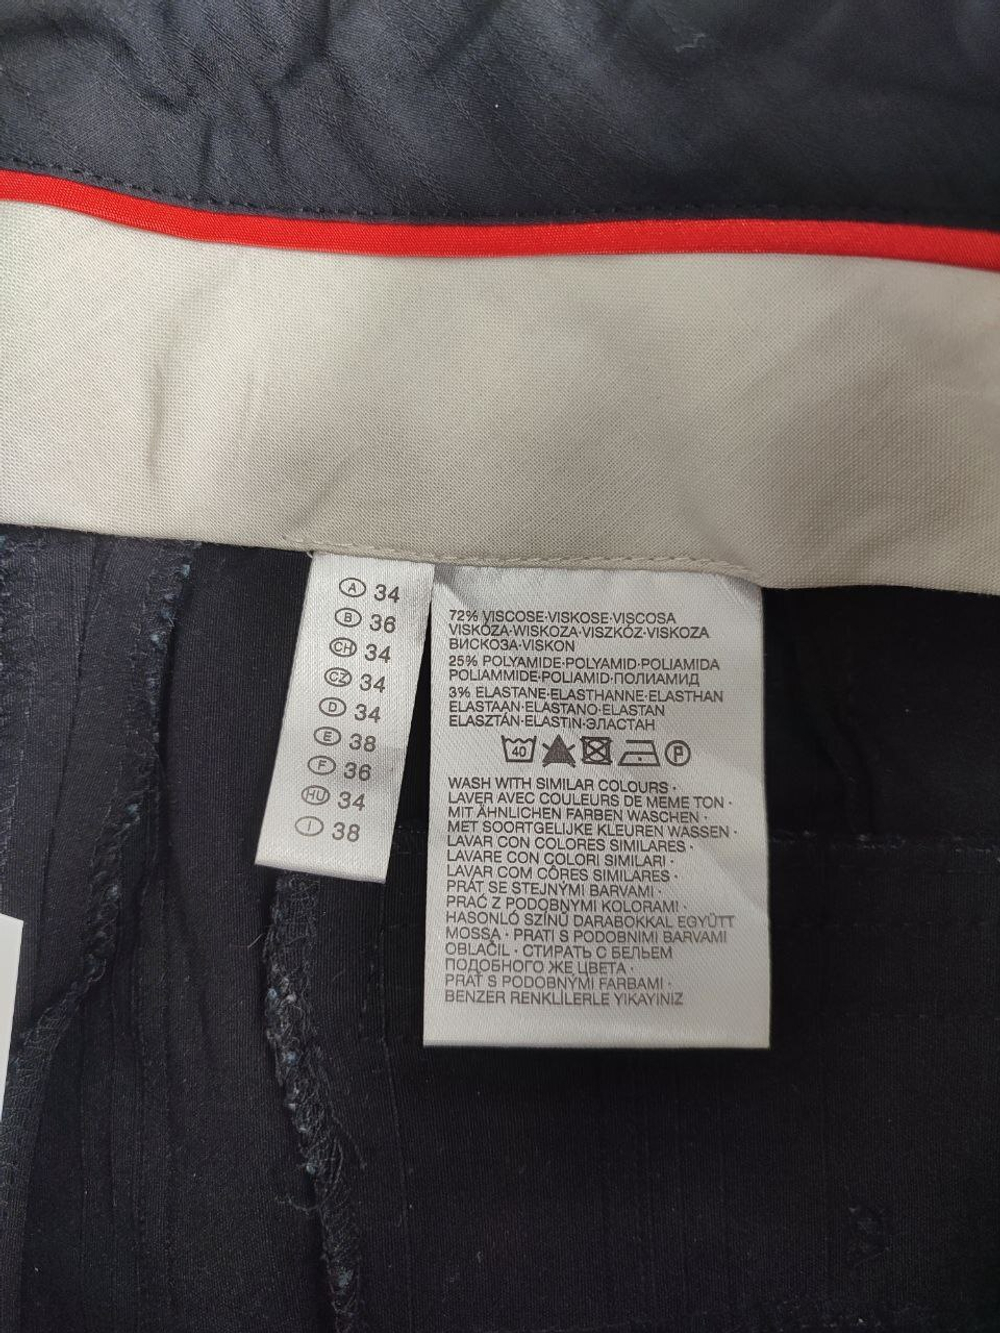 A 34
B 36
CH 34
CZ 34
D 34
E 38
F 36
HU 34
I 38
72% VISCOSE·VISKOSE·VISCOSA
VISKÓZA·WISKOZA·VISZKÓZ·VISKOZA
ВИСКОЗА·VISKON
25% POLYAMIDE·POLYAMID·POLIAMIDA
POLIAMMIDE·POLIAMID·ПОЛИАМИД
3% ELASTANE·ELASTHANNE·ELASTHAN
ELASTAAN·ELASTANO·ELASTAN
ELASZTÁN·ELASTIN·ЭЛАСТАН
40 P
WASH WITH SIMILAR COLOURS ·
LAVER AVEC COULEURS DE MEME TON ·
MIT ÄHNLICHEN FARBEN WASCHEN ·
MET SOORTGELIJKE KLEUREN WASSEN ·
LAVAR CON COLORES SIMILARES ·
LAVARE CON COLORI SIMILARI ·
LAVAR COM CÔRES SIMILARES ·
PRÁT SE STEJNÝMI BARVAMI ·
PRAĆ Z PODOBNYMI KOLORAMI ·
HASONLÓ SZÍNŰ DARABOKKAL EGYÜTT
MOSSA · PRATI S PODOBNIMI BARVAMI
OBLAČIL · СТИРАТЬ С БЕЛЬЕМ
ПОДОБНОГО ЖЕ ЦВЕТА ·
PRAŤ S PODOBNÝMI FARBAMI ·
BENZER RENKLİLERLE YIKAYINIZ